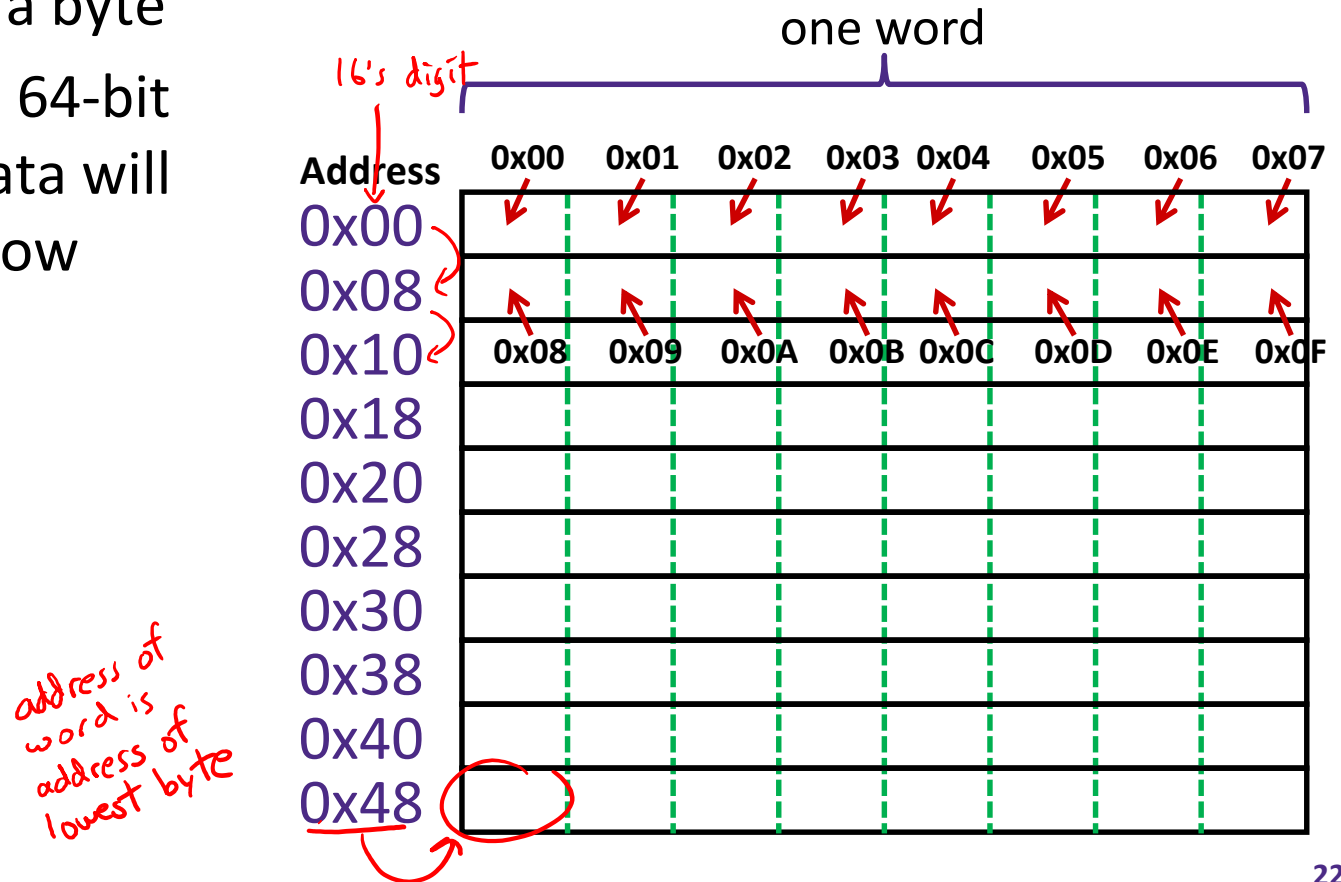 a byte
64-bit
ata will
ow
one word
16's digit
Address
0x00 0x01 0x02 0x03 0x04 0x05 0x06 0x07
0x00
0x08
0x10
0x08 0x09 0x0A 0x0B 0x0C 0x0D 0x0E 0x0F
0x18
0x20
0x28
0x30
0x38
0x40
0x48
address of
word is
address of
lowest byte
22